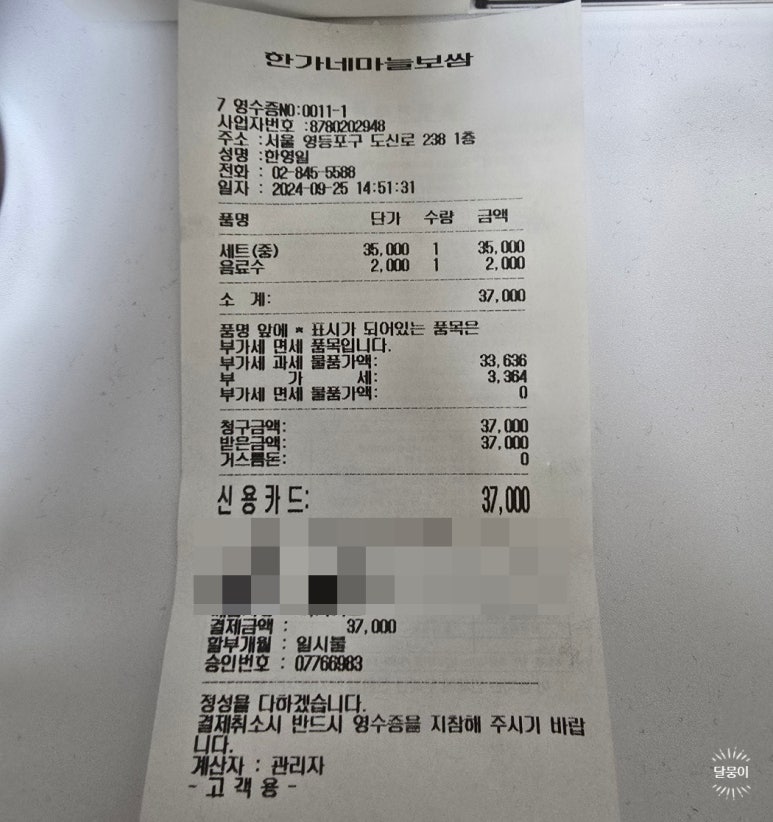 한가네마늘보쌈
7 영수증NO:0011-1
사업자번호 :8780202948
주소 :서울 영등포구 도신로 238 1층
성명 :한영일
전화 : 02-845-5588
일자 : 2024-09-25 14:51:31
품명 단가 수량 금액
세트(중) 35,000 1 35,000
음료수 2,000 1 2,000
소 계: 37,000
품명 앞에 * 표시가 되어있는 품목은
부가세 면세 품목입니다.
부가세 과세 물품가액: 33,636
부 가 세: 3,364
부가세 면세 물품가액: 0
청구금액: 37,000
받은금액: 37,000
거스름돈: 0
신용카드: 37,000
결제금액 : 37,000
할부개월 : 일시불
승인번호 : 07766983
정성을 다하겠습니다.
결제취소시 반드시 영수증을 지참해 주시기 바랍
니다.
계산자 : 관리자
- 고 객 용 -
달뭉이